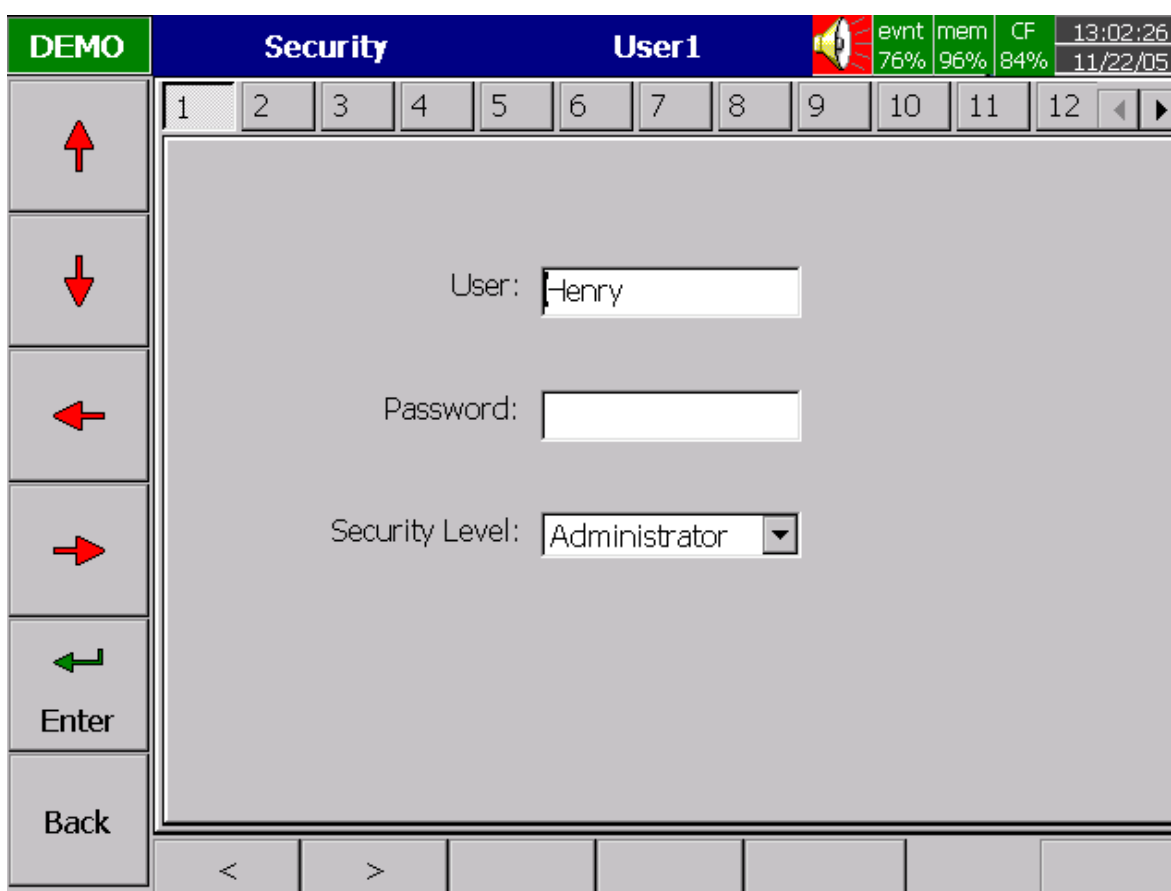 DEMO Security User1 evnt mem CF 13:02:26
76% 96% 84% 11/22/05
1 2 3 4 5 6 7 8 9 10 11 12
User: Henry
Password:
Security Level: Administrator
Enter
Back
< >